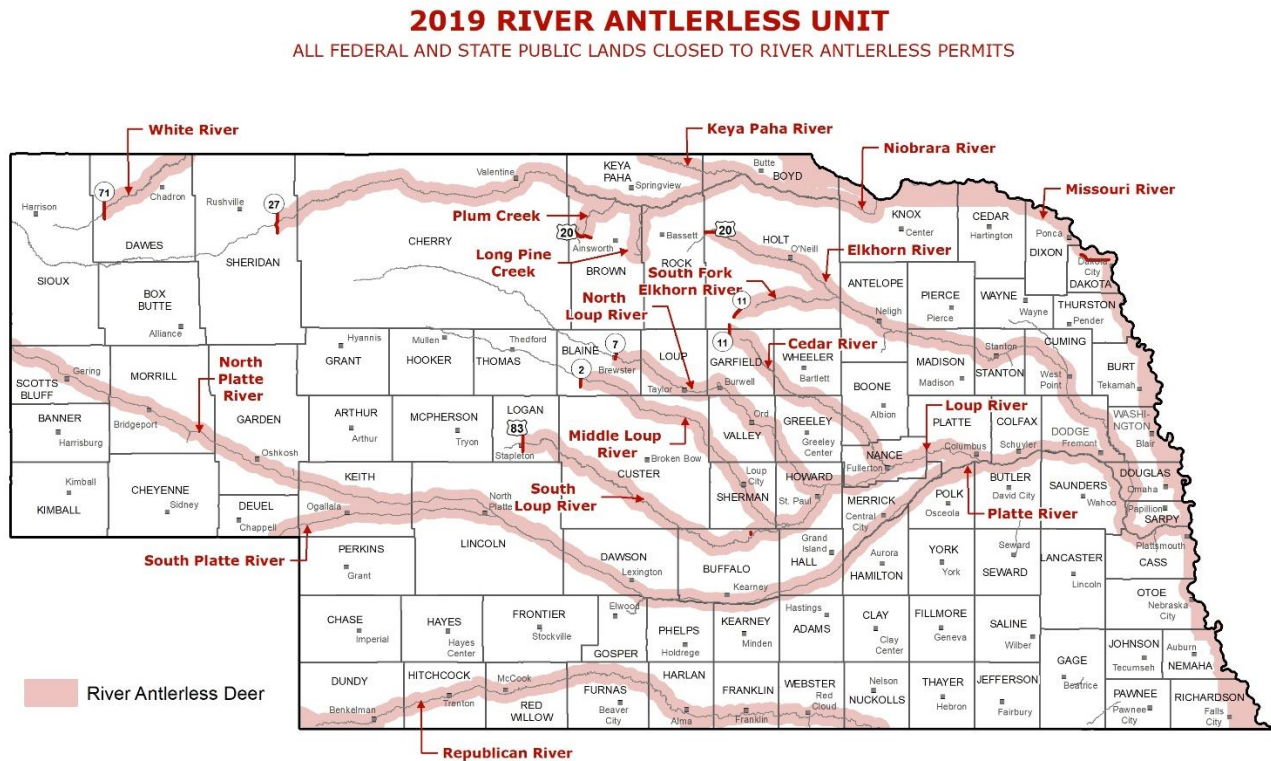 2019 RIVER ANTLERLESS UNIT
ALL FEDERAL AND STATE PUBLIC LANDS CLOSED TO RIVER ANTLERLESS PERMITS
White River
Keya Paha River
Niobrara River
Missouri River
Plum Creek
Long Pine
Creek
Elkhorn River
South Fork
Elkhorn River
North
Loup River
Cedar River
North
Platte
River
Middle Loup
River
South
Loup River
Loup River
Platte River
South Platte River
Republican River
71
27
20
20
11
11
7
2
83
Harrison
SIOUX
Chadron
DAWES
Rushville
SHERIDAN
BOX
BUTTE
Alliance
Valentine
CHERRY
KEYA
PAHA
Springview
Ainsworth
BROWN
Bassett
ROCK
Butte
BOYD
HOLT
O'Neill
KNOX
Center
CEDAR
Hartington
Ponca
DIXON
Dakota
City
DAKOTA
ANTELOPE
Neligh
PIERCE
Pierce
WAYNE
Wayne
THURSTON
Pender
Gering
SCOTTS
BLUFF
MORRILL
Bridgeport
GARDEN
Oshkosh
BANNER
Harrisburg
Kimball
KIMBALL
CHEYENNE
Sidney
DEUEL
Chappell
Hyannis
GRANT
Mullen
HOOKER
Thedford
THOMAS
BLAINE
Brewster
LOUP
Taylor
GARFIELD
Burwell
WHEELER
Bartlett
BOONE
Albion
MADISON
Madison
Stanton
STANTON
CUMING
West
Point
BURT
Tekamah
ARTHUR
Arthur
MCPHERSON
Tryon
LOGAN
Stapleton
CUSTER
Broken Bow
Ord
VALLEY
GREELEY
Greeley
Center
NANCE
Fullerton
PLATTE
Columbus
COLFAX
Schuyler
DODGE
Fremont
WASHI-
NGTON
Blair
KEITH
Ogallala
North
Platte
LINCOLN
Loup
City
SHERMAN
HOWARD
St. Paul
MERRICK
Central
City
POLK
Osceola
BUTLER
David City
SAUNDERS
Wahoo
DOUGLAS
Omaha
Papillion
SARPY
PERKINS
Grant
DAWSON
Lexington
BUFFALO
Kearney
Grand
Island
HALL
Aurora
HAMILTON
YORK
York
Seward
SEWARD
LANCASTER
Lincoln
Plattsmouth
CASS
OTOE
Nebraska
City
CHASE
Imperial
HAYES
Hayes
Center
FRONTIER
Stockville
Elwood
GOSPER
PHELPS
Holdrege
KEARNEY
Minden
Hastings
ADAMS
CLAY
Clay
Center
FILLMORE
Geneva
SALINE
Wilber
GAGE
Beatrice
JOHNSON
Tecumseh
Auburn
NEMAHA
DUNDY
Benkelman
HITCHCOCK
Trenton
McCook
RED
WILLOW
FURNAS
Beaver
City
HARLAN
Alma
FRANKLIN
Franklin
WEBSTER
Red
Cloud
Nelson
NUCKOLLS
THAYER
Hebron
JEFFERSON
Fairbury
PAWNEE
Pawnee
City
RICHARDSON
Falls
City
River Antlerless Deer